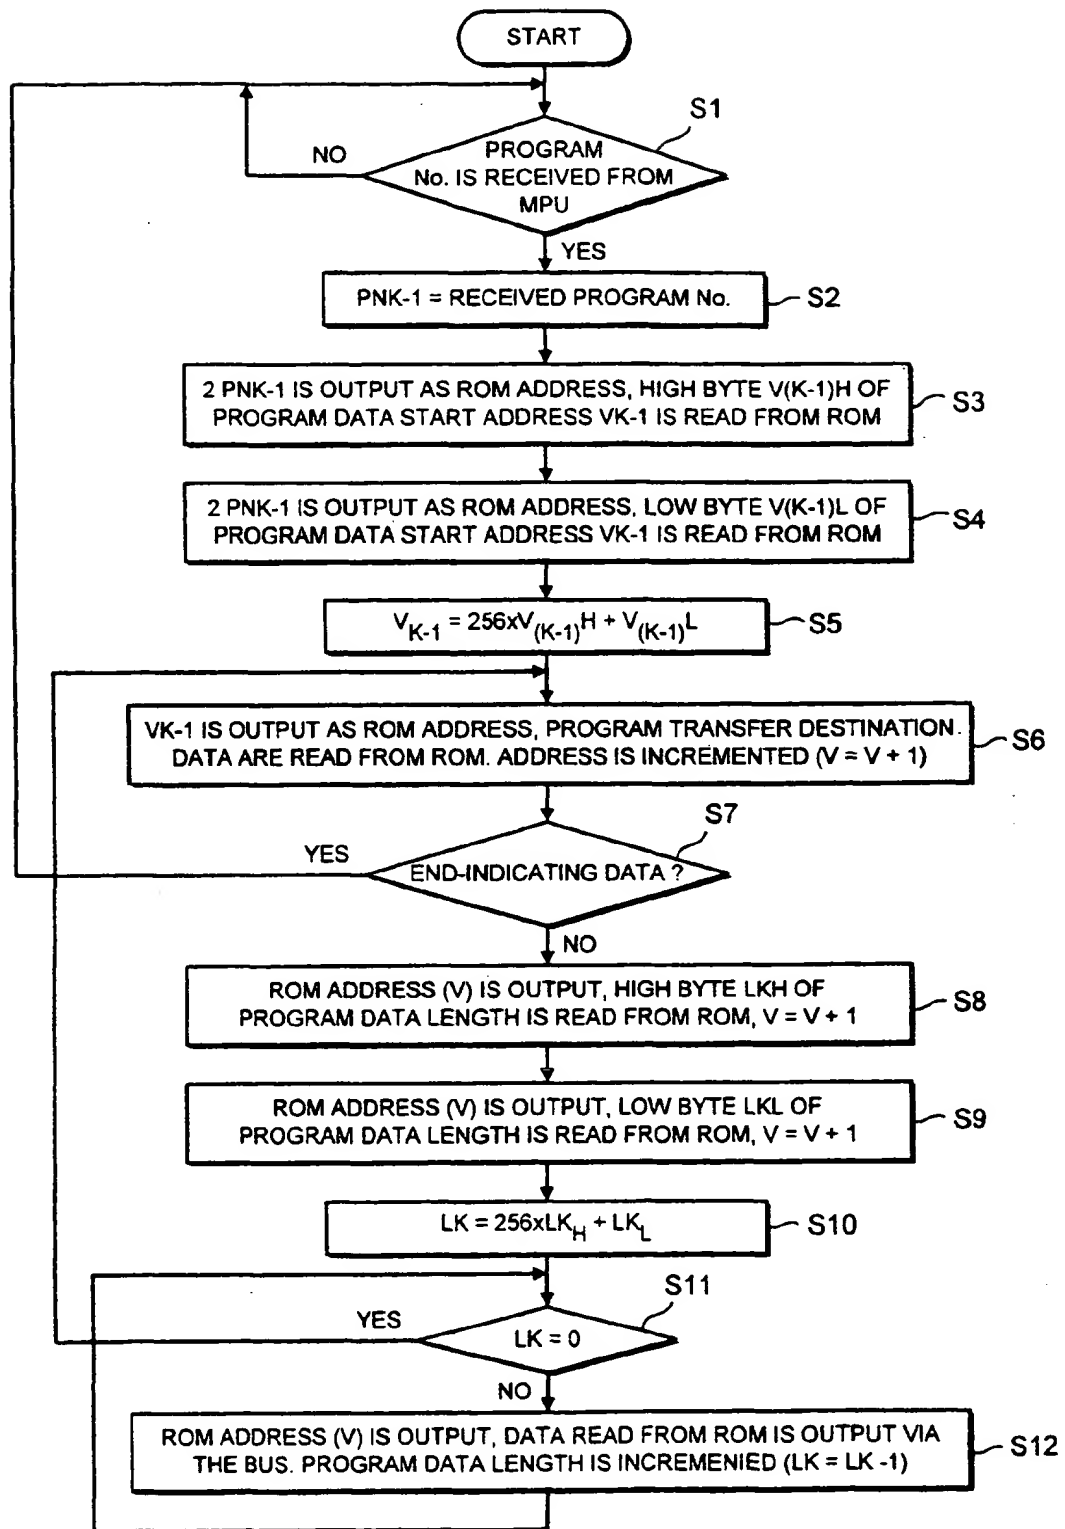 START
S1
NO
PROGRAM
No. IS RECEIVED FROM
MPU
YES
PNK-1 = RECEIVED PROGRAM No.
S2
2 PNK-1 IS OUTPUT AS ROM ADDRESS, HIGH BYTE V(K-1)H OF
PROGRAM DATA START ADDRESS VK-1 IS READ FROM ROM
S3
2 PNK-1 IS OUTPUT AS ROM ADDRESS, LOW BYTE V(K-1)L OF
PROGRAM DATA START ADDRESS VK-1 IS READ FROM ROM
S4
V_{K-1} = 256xV_{(K-1)}H + V_{(K-1)}L
S5
VK-1 IS OUTPUT AS ROM ADDRESS, PROGRAM TRANSFER DESTINATION
DATA ARE READ FROM ROM. ADDRESS IS INCREMENTED (V = V + 1)
S6
S7
YES
END-INDICATING DATA ?
NO
ROM ADDRESS (V) IS OUTPUT, HIGH BYTE LKH OF
PROGRAM DATA LENGTH IS READ FROM ROM, V = V + 1
S8
ROM ADDRESS (V) IS OUTPUT, LOW BYTE LKL OF
PROGRAM DATA LENGTH IS READ FROM ROM, V = V + 1
S9
LK = 256xLK_H + LK_L
S10
S11
YES
LK = 0
NO
ROM ADDRESS (V) IS OUTPUT, DATA READ FROM ROM IS OUTPUT VIA
THE BUS. PROGRAM DATA LENGTH IS INCREMENIED (LK = LK -1)
S12